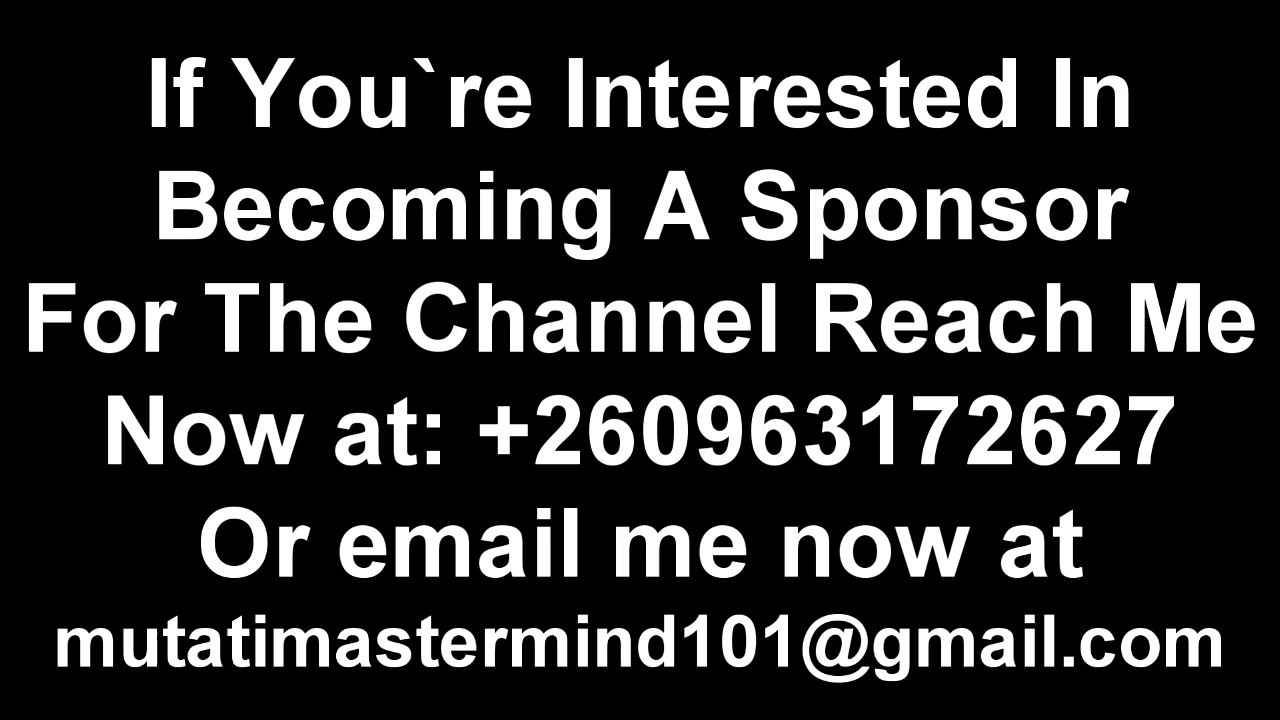 If You`re Interested In
Becoming A Sponsor
For The Channel Reach Me
Now at: +260963172627
Or email me now at
mutatimastermind101@gmail.com